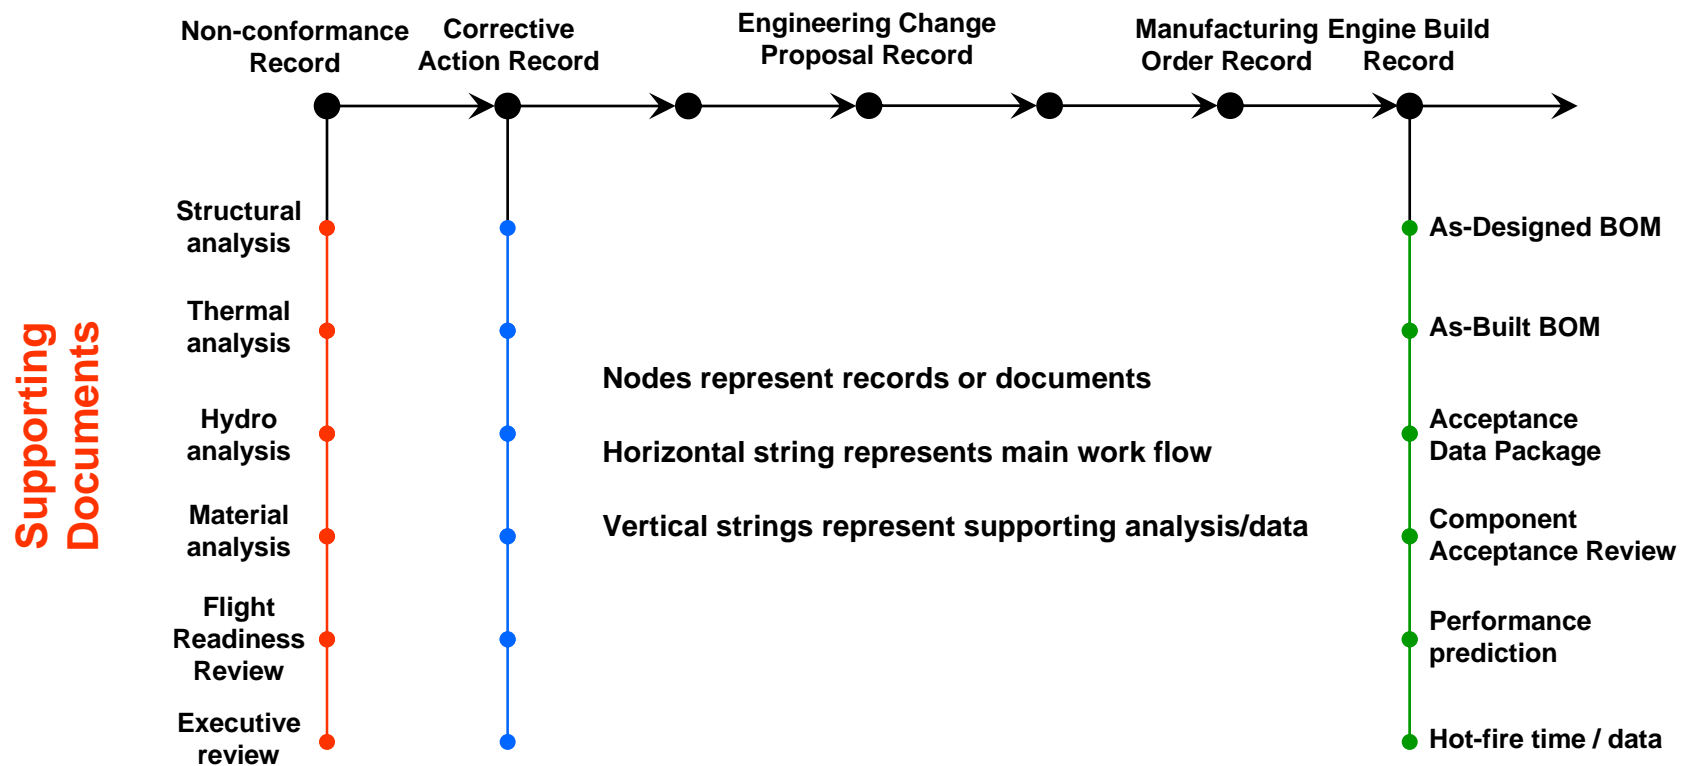 Non-conformance
Record
Corrective
Action Record
Engineering Change
Proposal Record
Manufacturing
Order Record
Engine Build
Record
Supporting
Documents
Structural
analysis
Thermal
analysis
Hydro
analysis
Material
analysis
Flight
Readiness
Review
Executive
review
Nodes represent records or documents
Horizontal string represents main work flow
Vertical strings represent supporting analysis/data
As-Designed BOM
As-Built BOM
Acceptance
Data Package
Component
Acceptance Review
Performance
prediction
Hot-fire time / data